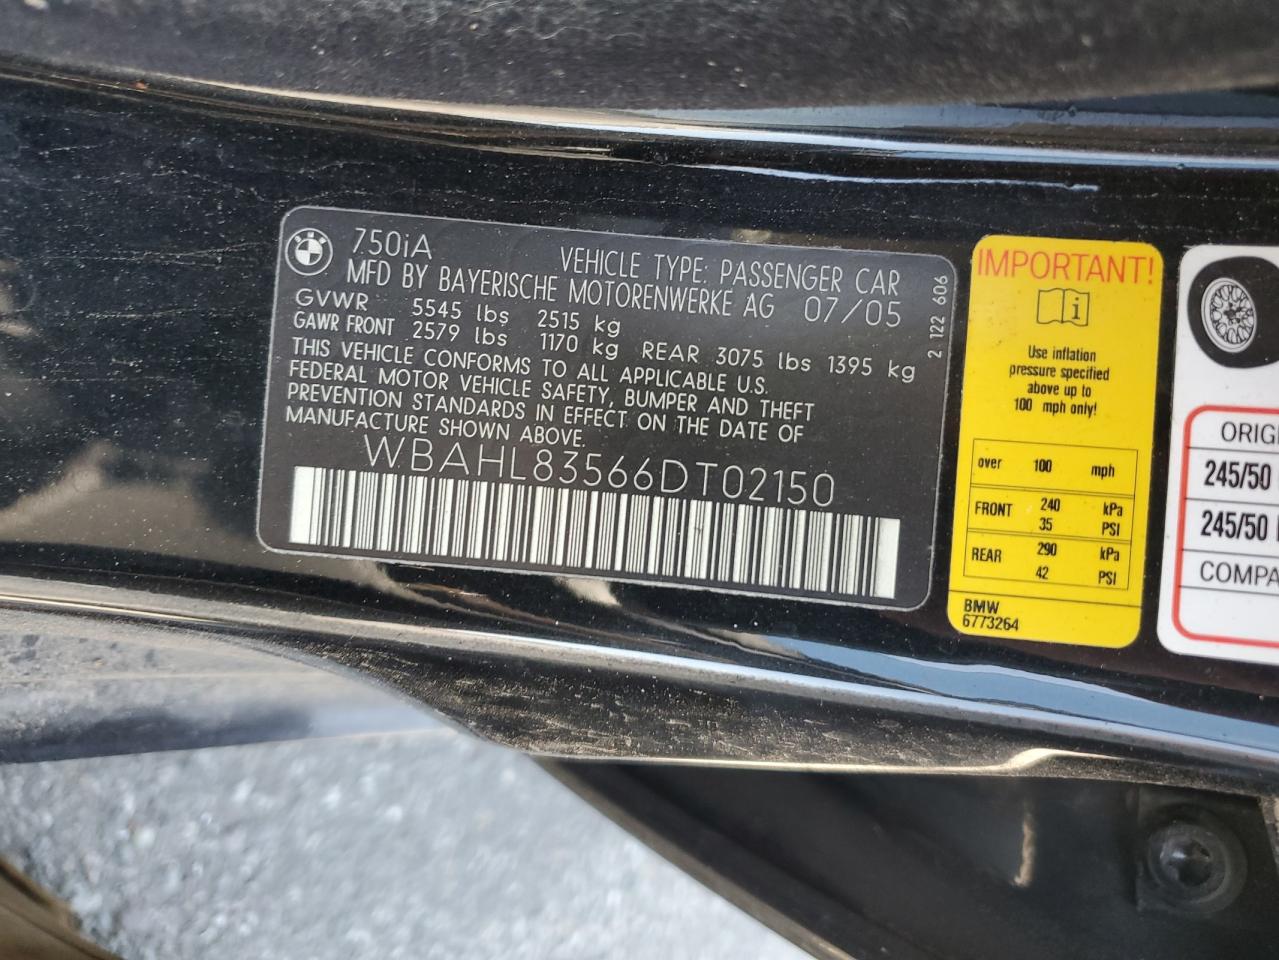 750iA
VEHICLE TYPE: PASSENGER CAR
MFD BY BAYERISCHE MOTORENWERKE AG 07/05
GVWR 5545 lbs 2515 kg
GAWR FRONT 2579 lbs 1170 kg REAR 3075 lbs 1395 kg
THIS VEHICLE CONFORMS TO ALL APPLICABLE U.S.
FEDERAL MOTOR VEHICLE SAFETY, BUMPER AND THEFT
PREVENTION STANDARDS IN EFFECT ON THE DATE OF
MANUFACTURE SHOWN ABOVE.
WBAHL83566DT02150
2 122 606
IMPORTANT!
i
Use inflation
pressure specified
above up to
100 mph only!
over 100 mph
FRONT 240 kPa
35 PSI
REAR 290 kPa
42 PSI
BMW
6773264
ORIGI
245/50
245/50
COMPA